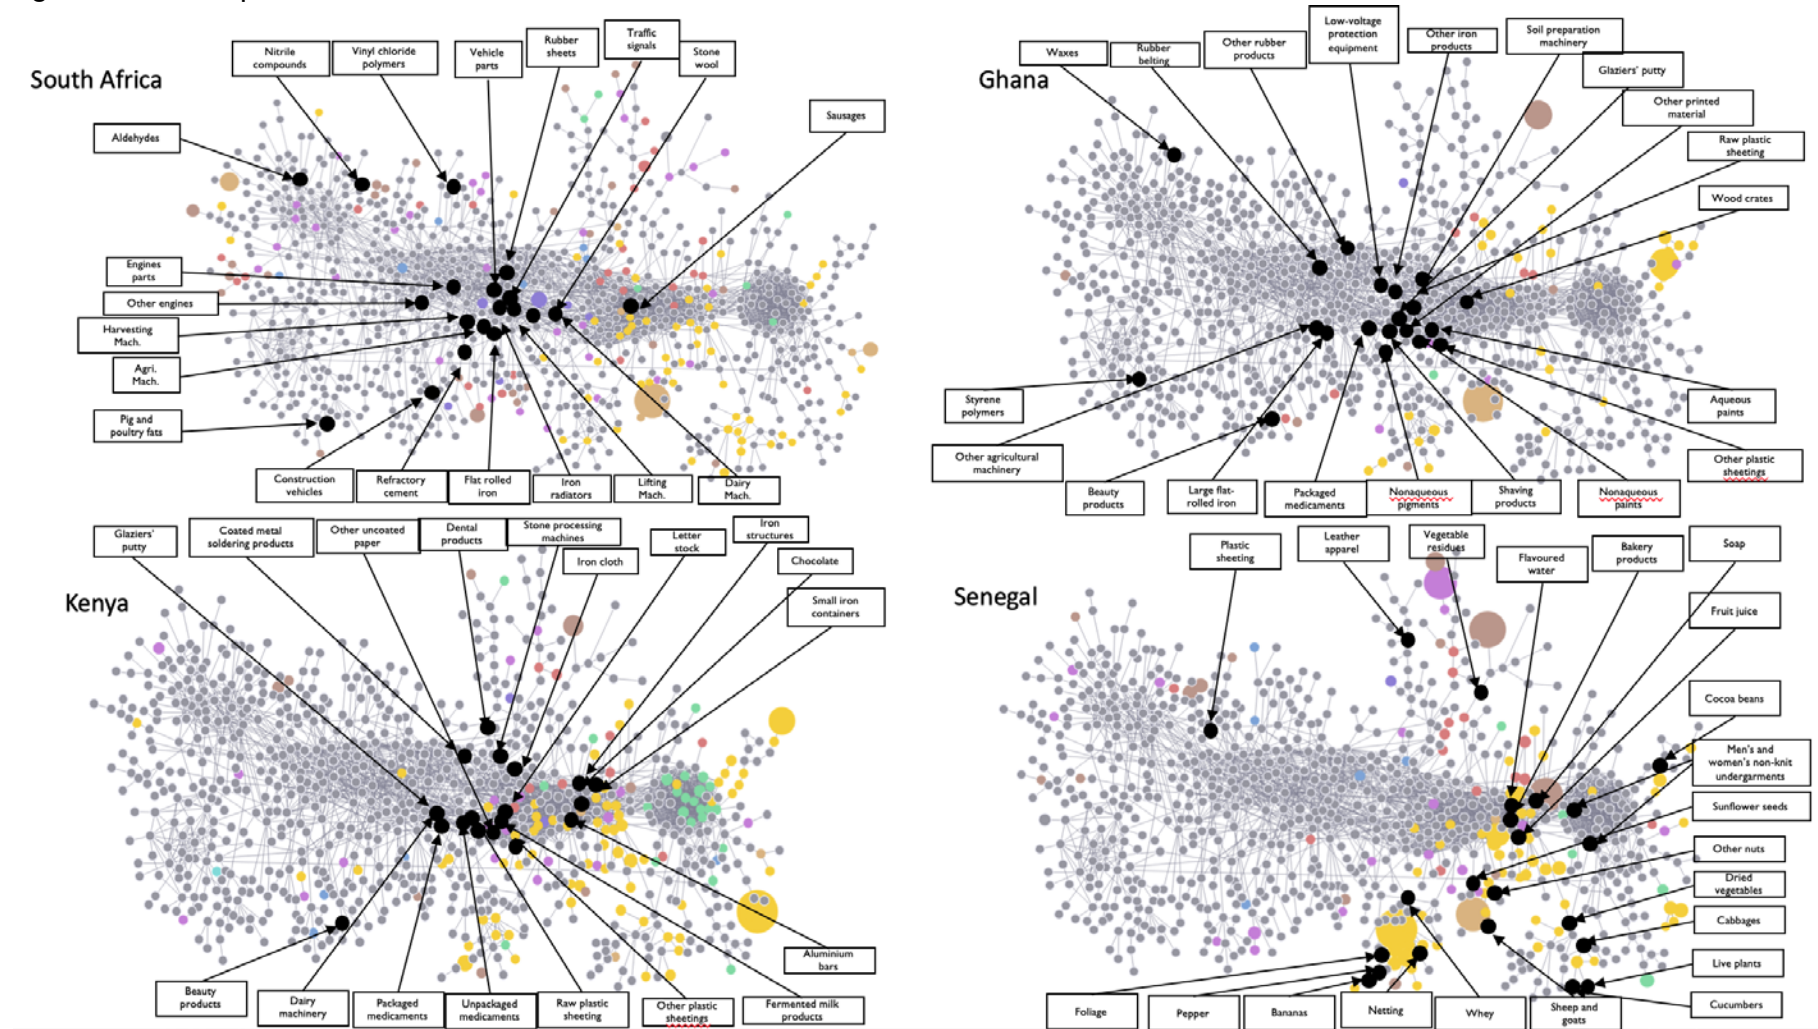 South Africa
Nitrile
compounds
Vinyl chloride
polymers
Vehicle
parts
Rubber
sheets
Traffic
signals
Stone
wool
Sausages
Aldehydes
Engines
parts
Other engines
Harvesting
Mach.
Agri.
Mach.
Pig and
poultry fats
Construction
vehicles
Refractory
cement
Flat rolled
iron
Iron
radiators
Lifting
Mach.
Dairy
Mach.
Ghana
Waxes
Rubber
belting
Other rubber
products
Low-voltage
protection
equipment
Other iron
products
Soil preparation
machinery
Glaziers' putty
Other printed
material
Raw plastic
sheeting
Wood crates
Styrene
polymers
Other agricultural
machinery
Beauty
products
Large flat-
rolled iron
Packaged
medicaments
Nonaqueous
pigments
Shaving
products
Nonaqueous
paints
Aqueous
paints
Other plastic
sheetings
Kenya
Glaziers'
putty
Coated metal
soldering products
Other uncoated
paper
Dental
products
Stone processing
machines
Iron cloth
Letter
stock
Iron
structures
Chocolate
Small iron
containers
Beauty
products
Dairy
machinery
Packaged
medicaments
Unpackaged
medicaments
Raw plastic
sheeting
Other plastic
sheetings
Fermented milk
products
Aluminium
bars
Senegal
Plastic
sheeting
Leather
apparel
Vegetable
residues
Flavoured
water
Bakery
products
Soap
Fruit juice
Cocoa beans
Men's and
women's non-knit
undergarments
Sunflower seeds
Other nuts
Dried
vegetables
Cabbages
Live plants
Cucumbers
Foliage
Pepper
Bananas
Netting
Whey
Sheep and
goats